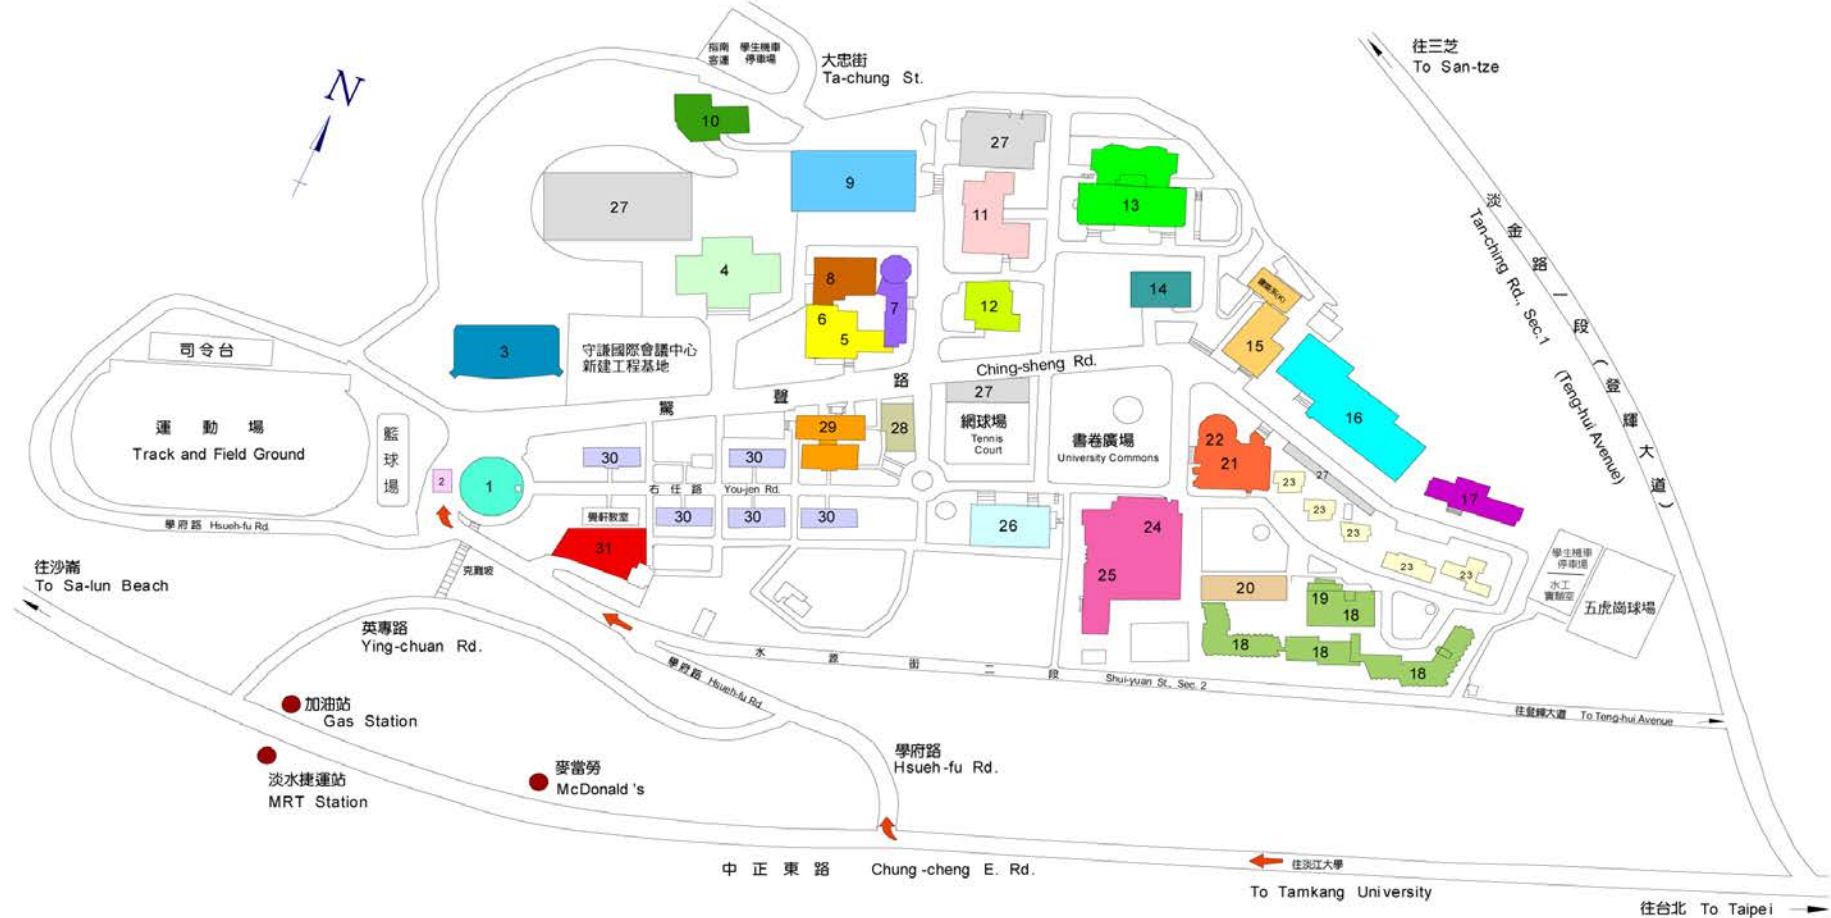 指南 學生機車
客運 停車場
大忠街
Ta-chung St.
往三芝
To San-tze
N
10
27
9
27
11
13
淡金路一段(登輝大道)
Tan-ching Rd., Sec.1 (Teng-hui Avenue)
4
8
7
6
5
12
14
建築系(K)
15
16
司令台
3
守謙國際會議中心
新建工程基地
Ching-sheng Rd.
驚聲路
27
運動場
Track and Field Ground
籃球場
29
28
網球場
Tennis
Court
書卷廣場
University Commons
22
21
30
30
2
1
右任路 You-jen Rd.
23
27
17
23
23
23
23
覺軒教室
30
30
30
26
24
25
31
學府路 Hsueh-fu Rd.
克難坡
往沙崙
To Sa-lun Beach
學生機車
停車場
水工
實驗室
五虎崗球場
20
19
18
18
18
18
英專路
Ying-chuan Rd.
水源街二段 Shui-yuan St., Sec. 2
學府路 Hsueh-fu Rd.
往登輝大道 To Teng-hui Avenue
加油站
Gas Station
淡水捷運站
MRT Station
麥當勞
McDonald's
學府路
Hsueh-fu Rd.
中正東路 Chung-cheng E. Rd.
往淡江大學
To Tamkang University
往台北 To Taipei